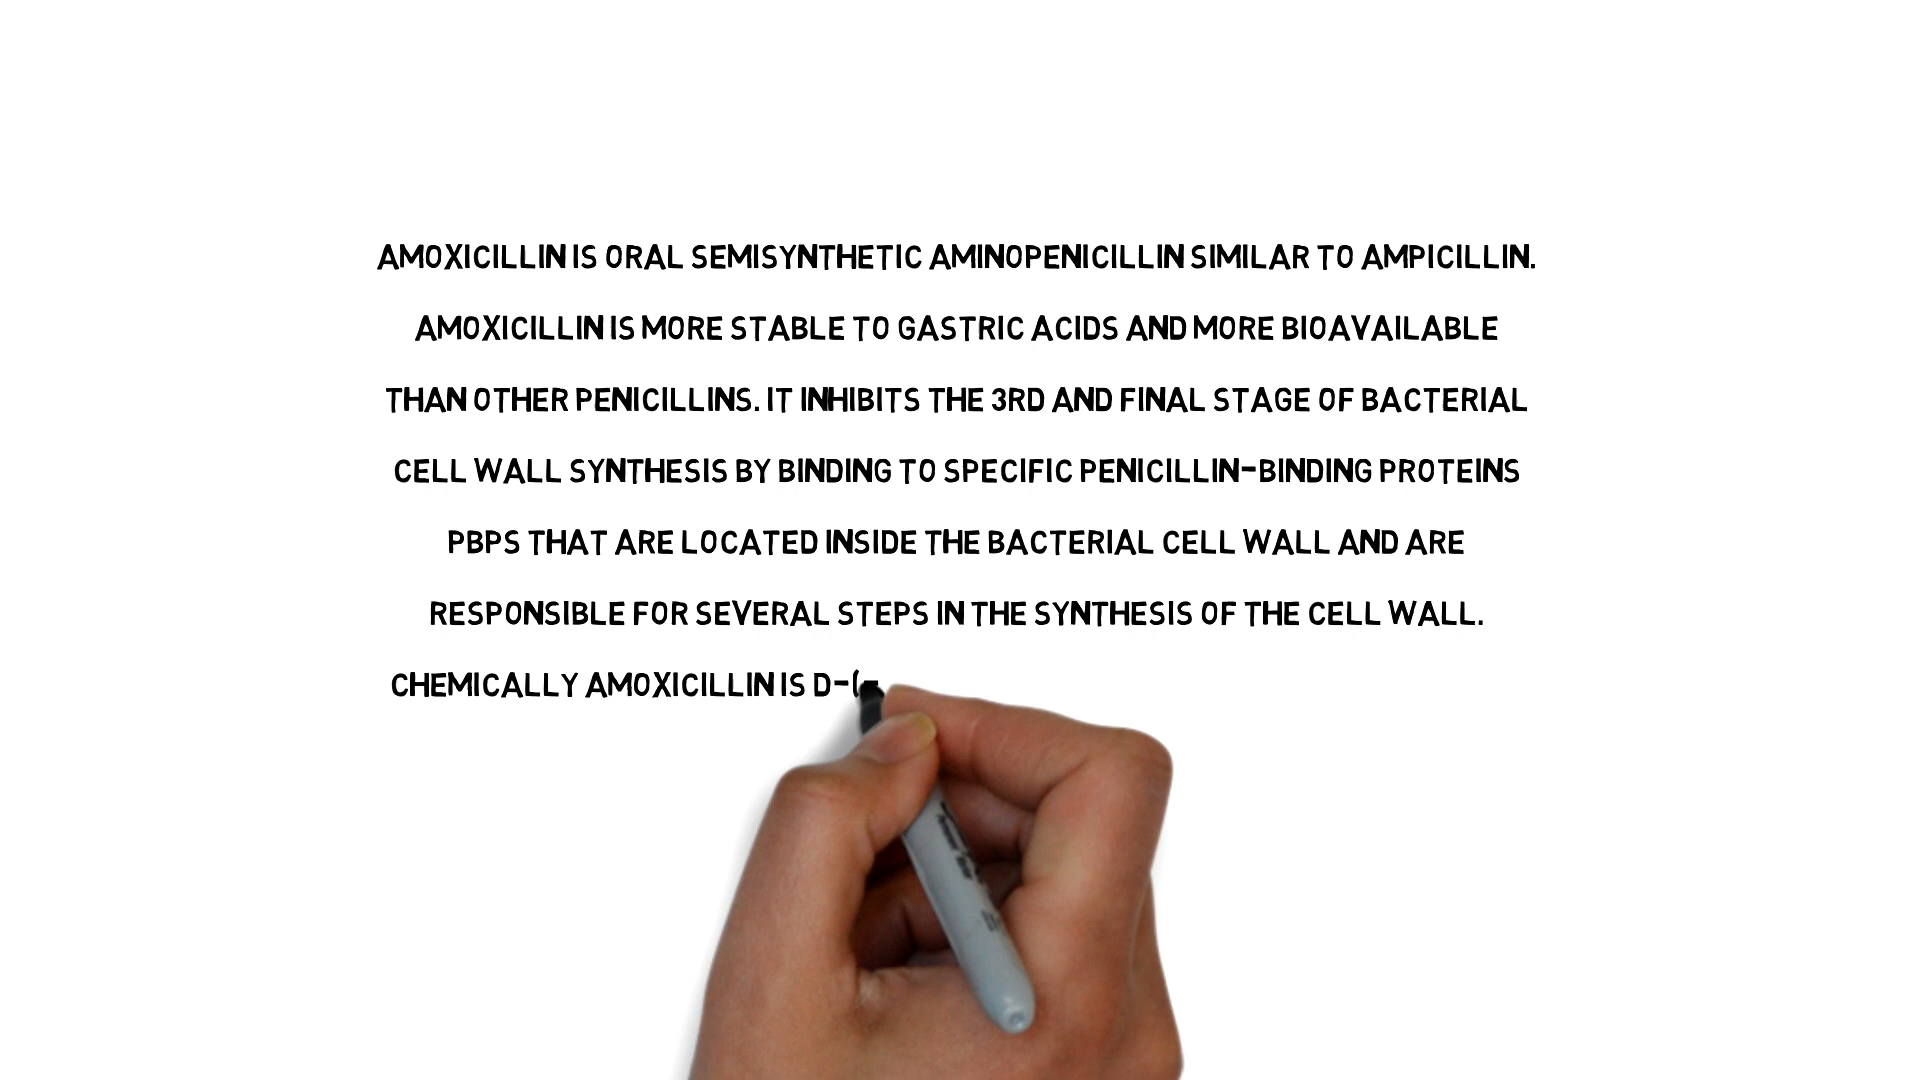 AMOXICILLIN IS ORAL SEMISYNTHETIC AMINOPENICILLIN SIMILAR TO AMPICILLIN.
AMOXICILLIN IS MORE STABLE TO GASTRIC ACIDS AND MORE BIOAVAILABLE
THAN OTHER PENICILLINS. IT INHIBITS THE 3RD AND FINAL STAGE OF BACTERIAL
CELL WALL SYNTHESIS BY BINDING TO SPECIFIC PENICILLIN-BINDING PROTEINS
PBPS THAT ARE LOCATED INSIDE THE BACTERIAL CELL WALL AND ARE
RESPONSIBLE FOR SEVERAL STEPS IN THE SYNTHESIS OF THE CELL WALL.
CHEMICALLY AMOXICILLIN IS D-(-